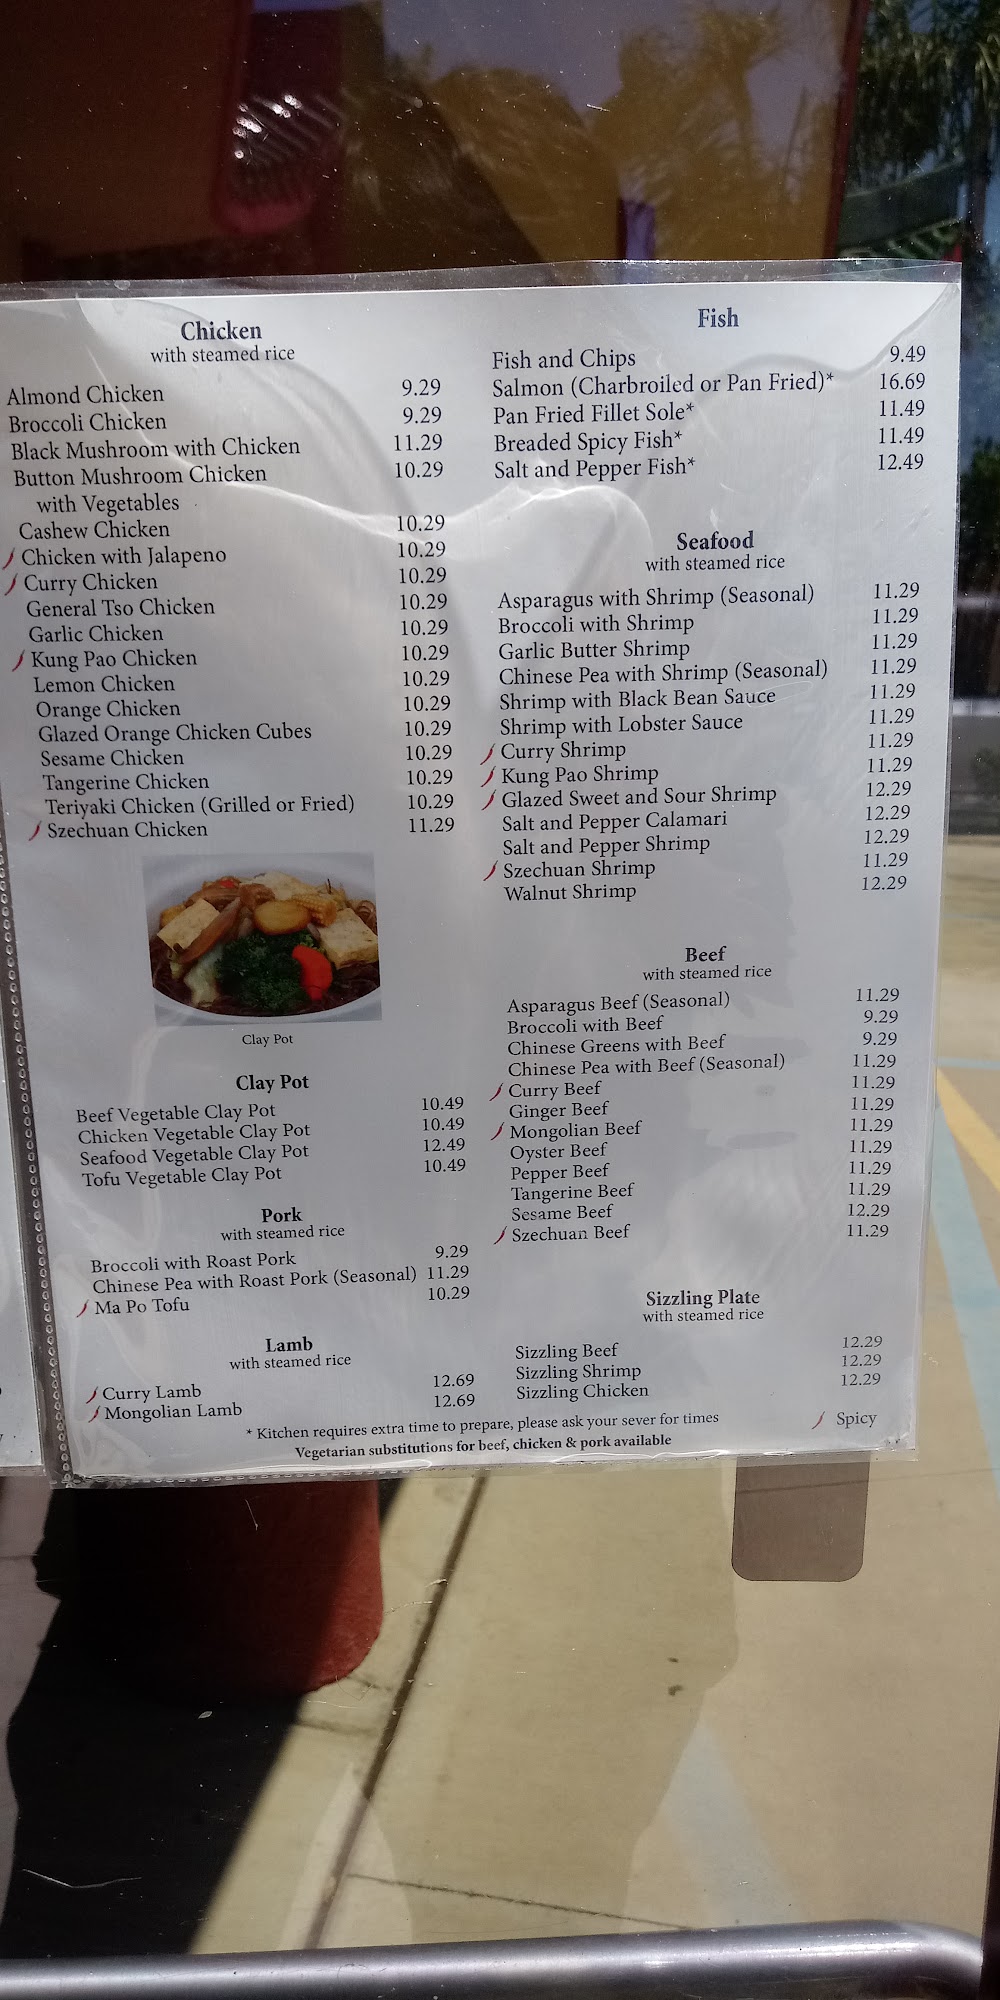 Chicken
with steamed rice
Almond Chicken 9.29
Broccoli Chicken 9.29
Black Mushroom with Chicken 11.29
Button Mushroom Chicken 10.29
with Vegetables
Cashew Chicken 10.29
Chicken with Jalapeno 10.29
Curry Chicken 10.29
General Tso Chicken 10.29
Garlic Chicken 10.29
Kung Pao Chicken 10.29
Lemon Chicken 10.29
Orange Chicken 10.29
Glazed Orange Chicken Cubes 10.29
Sesame Chicken 10.29
Tangerine Chicken 10.29
Teriyaki Chicken (Grilled or Fried) 10.29
Szechuan Chicken 11.29
Clay Pot
Clay Pot
Beef Vegetable Clay Pot 10.49
Chicken Vegetable Clay Pot 10.49
Seafood Vegetable Clay Pot 12.49
Tofu Vegetable Clay Pot 10.49
Pork
with steamed rice
Broccoli with Roast Pork 9.29
Chinese Pea with Roast Pork (Seasonal) 11.29
Ma Po Tofu 10.29
Lamb
with steamed rice
Curry Lamb 12.69
Mongolian Lamb 12.69
Fish
Fish and Chips 9.49
Salmon (Charbroiled or Pan Fried)* 16.69
Pan Fried Fillet Sole* 11.49
Breaded Spicy Fish* 11.49
Salt and Pepper Fish* 12.49
Seafood
with steamed rice
Asparagus with Shrimp (Seasonal) 11.29
Broccoli with Shrimp 11.29
Garlic Butter Shrimp 11.29
Chinese Pea with Shrimp (Seasonal) 11.29
Shrimp with Black Bean Sauce 11.29
Shrimp with Lobster Sauce 11.29
Curry Shrimp 11.29
Kung Pao Shrimp 11.29
Glazed Sweet and Sour Shrimp 12.29
Salt and Pepper Calamari 12.29
Salt and Pepper Shrimp 12.29
Szechuan Shrimp 11.29
Walnut Shrimp 12.29
Beef
with steamed rice
Asparagus Beef (Seasonal) 11.29
Broccoli with Beef 9.29
Chinese Greens with Beef 9.29
Chinese Pea with Beef (Seasonal) 11.29
Curry Beef 11.29
Ginger Beef 11.29
Mongolian Beef 11.29
Oyster Beef 11.29
Pepper Beef 11.29
Tangerine Beef 11.29
Sesame Beef 12.29
Szechuan Beef 11.29
Sizzling Plate
with steamed rice
Sizzling Beef 12.29
Sizzling Shrimp 12.29
Sizzling Chicken 12.29
* Kitchen requires extra time to prepare, please ask your sever for times
Spicy
Vegetarian substitutions for beef, chicken & pork available